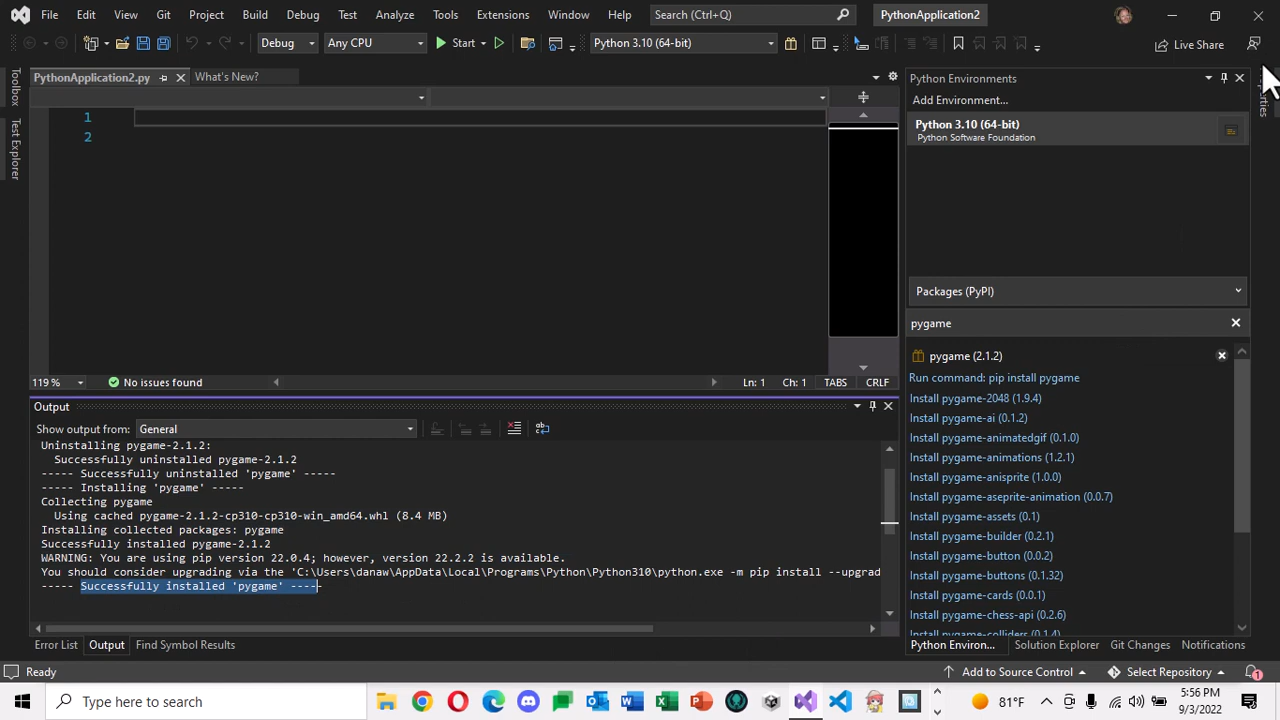 File Edit View Git Project Build Debug Test Analyze Tools Extensions Window Help Search (Ctrl+Q) PythonApplication2
Debug Any CPU Start Python 3.10 (64-bit) Live Share
PythonApplication2.py What's New?
Toolbox
Test Explorer
1
2
119 % No issues found Ln: 1 Ch: 1 TABS CRLF
Output
Show output from: General
Uninstalling pygame-2.1.2:
Successfully uninstalled pygame-2.1.2
----- Successfully uninstalled 'pygame' -----
----- Installing 'pygame' -----
Collecting pygame
Using cached pygame-2.1.2-cp310-cp310-win_amd64.whl (8.4 MB)
Installing collected packages: pygame
Successfully installed pygame-2.1.2
WARNING: You are using pip version 22.0.4; however, version 22.2.2 is available.
You should consider upgrading via the 'C:\Users\danaw\AppData\Local\Programs\Python\Python310\python.exe -m pip install --upgrad
----- Successfully installed 'pygame' -----
Error List Output Find Symbol Results
Python Environments
Add Environment...
Python 3.10 (64-bit)
Python Software Foundation
Packages (PyPI)
pygame
pygame (2.1.2)
Run command: pip install pygame
Install pygame-2048 (1.9.4)
Install pygame-ai (0.1.2)
Install pygame-animatedgif (0.1.0)
Install pygame-animations (1.2.1)
Install pygame-anisprite (1.0.0)
Install pygame-aseprite-animation (0.0.7)
Install pygame-assets (0.1)
Install pygame-builder (2.1)
Install pygame-button (0.0.2)
Install pygame-buttons (0.1.32)
Install pygame-cards (0.0.1)
Install pygame-chess-api (0.2.6)
Install pygame-colliders (0.1.4)
Python Environ... Solution Explorer Git Changes Notifications
Ready Add to Source Control Select Repository 1
Type here to search 81°F 5:56 PM
9/3/2022